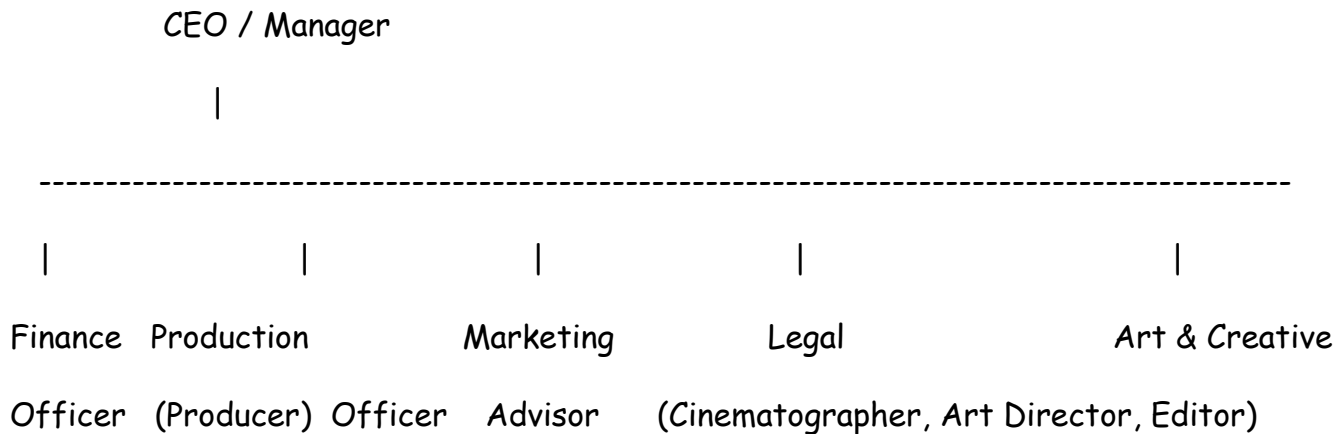 CEO / Manager
|
-----------------------------------------------------------------------------------------------
| | | | |
Finance Production Marketing Legal Art & Creative
Officer (Producer) Officer Advisor (Cinematographer, Art Director, Editor)